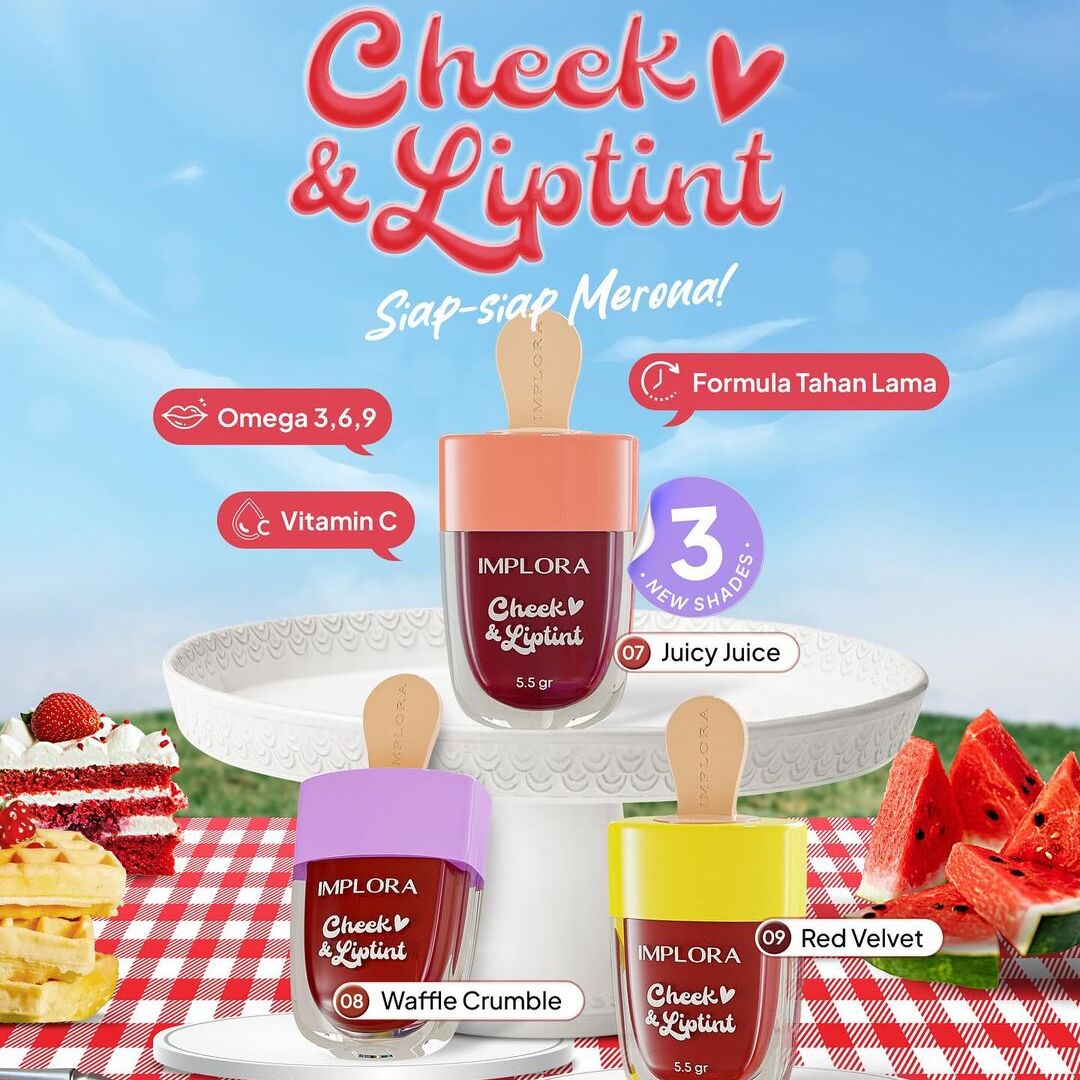 Cheek
& Liptint
Siap-siap Merona!
IMPLORA
Formula Tahan Lama
Omega 3,6,9
Vitamin C
C
3
NEW SHADES
IMPLORA
Cheek
& Liptint
5.5 gr
07 Juicy Juice
IMPLORA
IMPLORA
Cheek
& Liptint
08 Waffle Crumble
IMPLORA
IMPLORA
Cheek
& Liptint
5.5 gr
09 Red Velvet